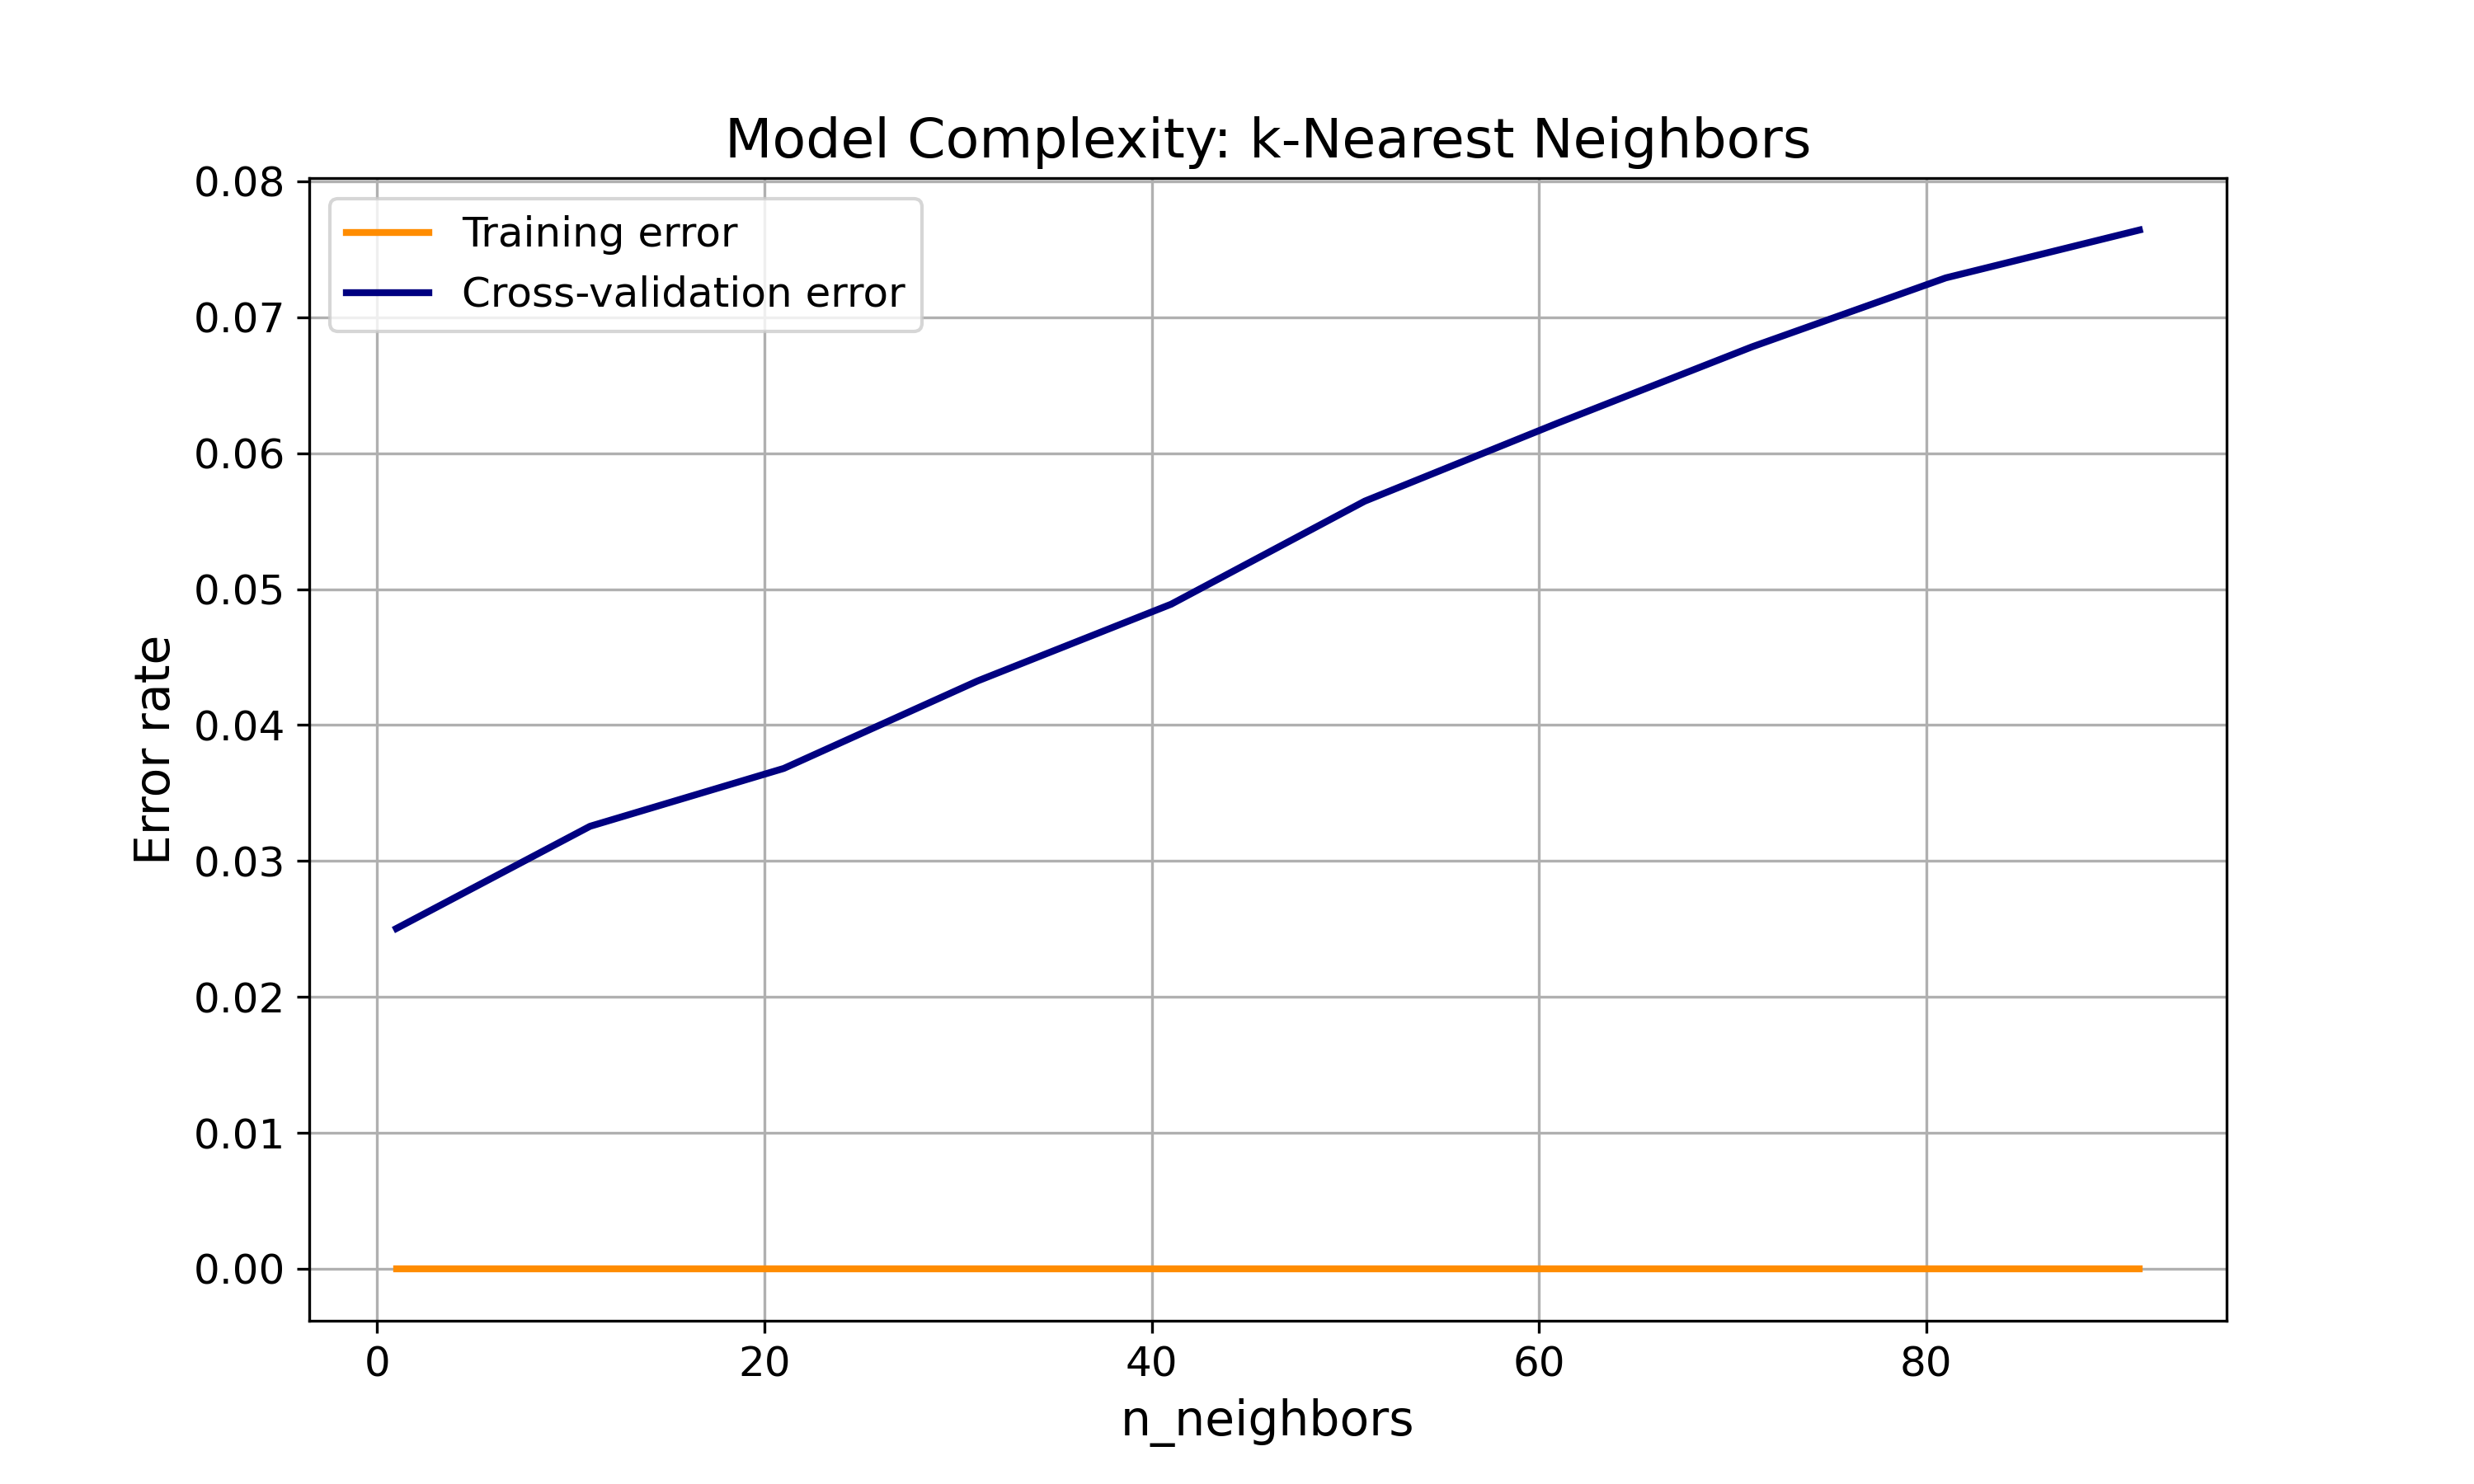 Model Complexity: k-Nearest Neighbors
Training error
Cross-validation error
0.08
0.07
0.06
0.05
0.04
0.03
0.02
0.01
0.00
Error rate
0 20 40 60 80
n_neighbors